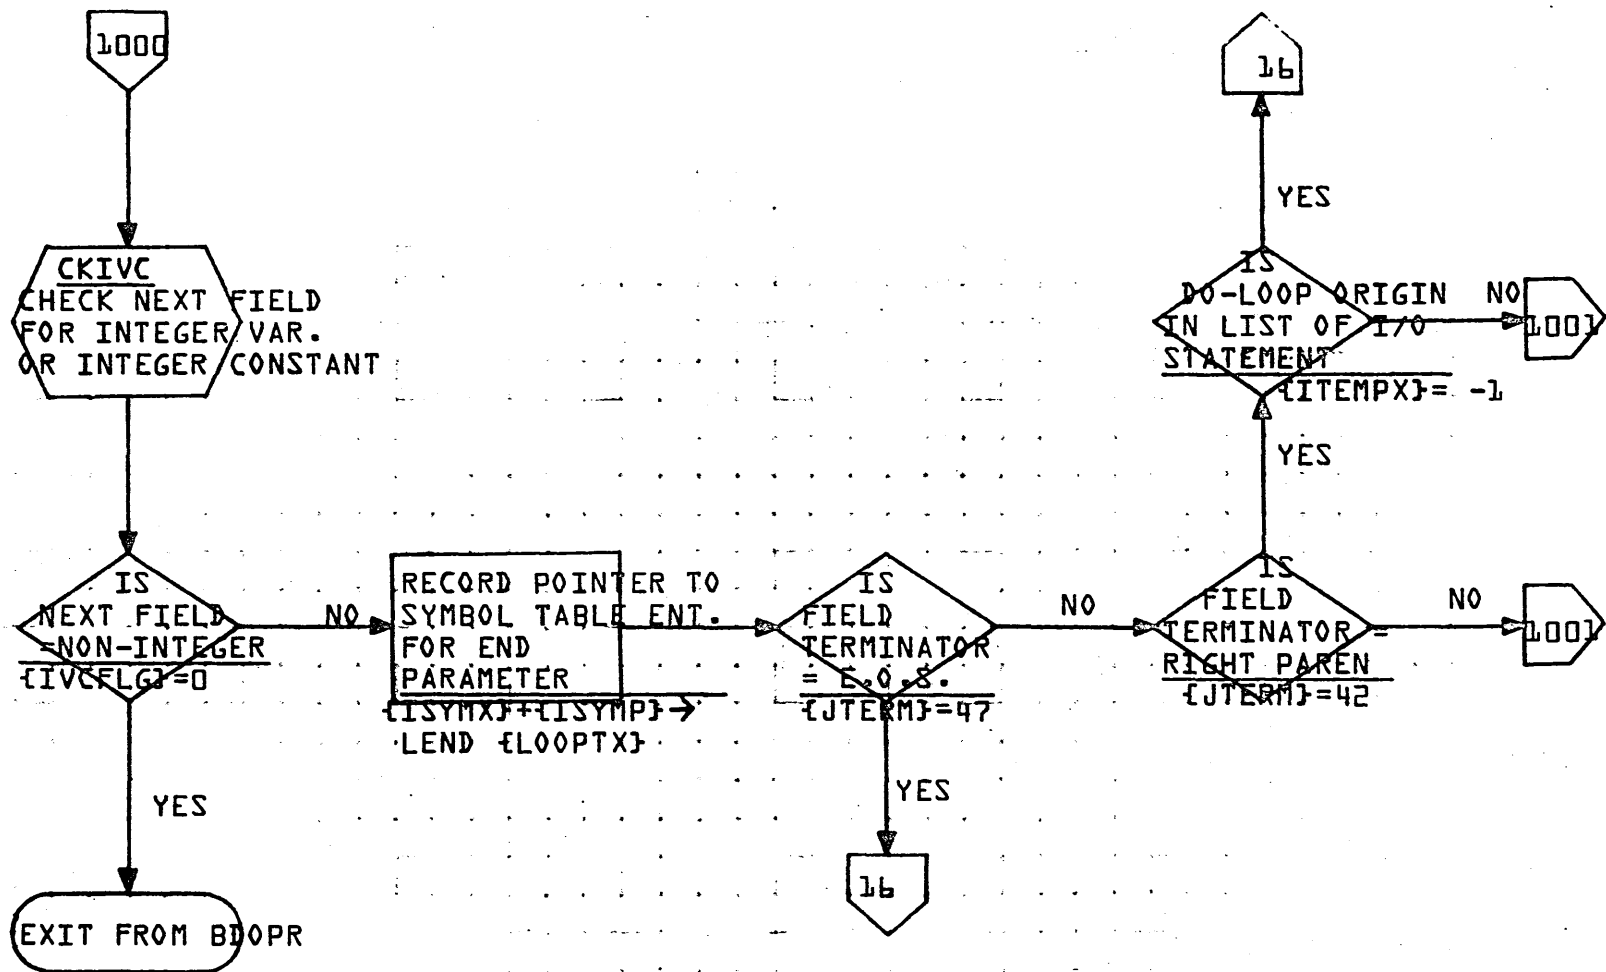 1000
CKIVC
CHECK NEXT FIELD
FOR INTEGER VAR.
OR INTEGER CONSTANT
IS
NEXT FIELD
=NON-INTEGER
{IVCFLG}=0
NO
YES
EXIT FROM BDOPR
RECORD POINTER TO
SYMBOL TABLE ENT.
FOR END
PARAMETER
{ISYMX}+{ISYMP}→
LEND {LOOPTX}
IS
FIELD
TERMINATOR
= E.O.S.
{JTERM}=47
NO
YES
16
IS
FIELD
TERMINATOR =
RIGHT PAREN
{JTERM}=42
NO
1001
YES
IS
DO-LOOP ORIGIN
IN LIST OF I/O
STATEMENT
{ITEMPX}= -1
NO
1001
YES
16